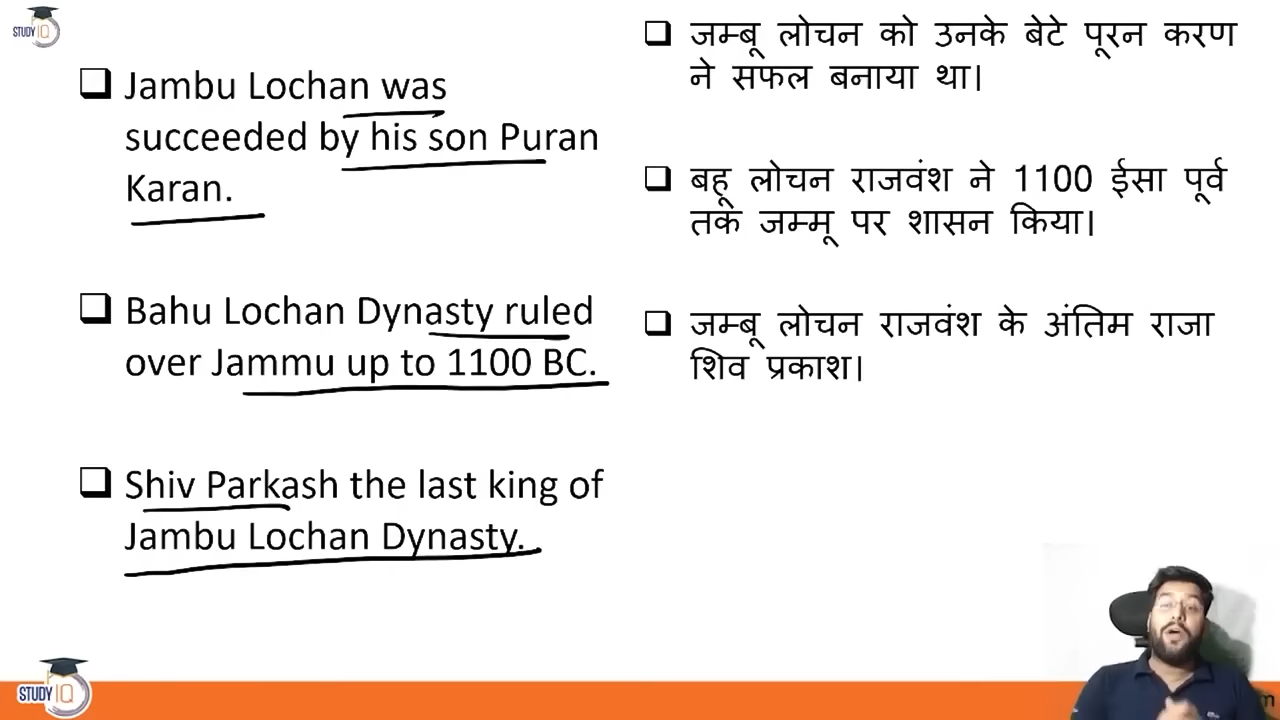 STUDY IQ
❑ Jambu Lochan was
succeeded by his son Puran
Karan.
❑ Bahu Lochan Dynasty ruled
over Jammu up to 1100 BC.
❑ Shiv Parkash the last king of
Jambu Lochan Dynasty.
❑ जम्बू लोचन को उनके बेटे पूरन करण
ने सफल बनाया था।
❑ बहू लोचन राजवंश ने 1100 ईसा पूर्व
तक जम्मू पर शासन किया।
❑ जम्बू लोचन राजवंश के अंतिम राजा
शिव प्रकाश।
STUDY IQ